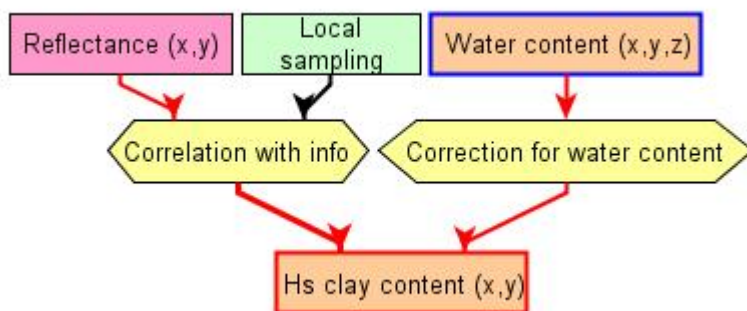 Reflectance (x,y)
Local
sampling
Water content (x,y,z)
Correlation with info
Correction for water content
Hs clay content (x,y)